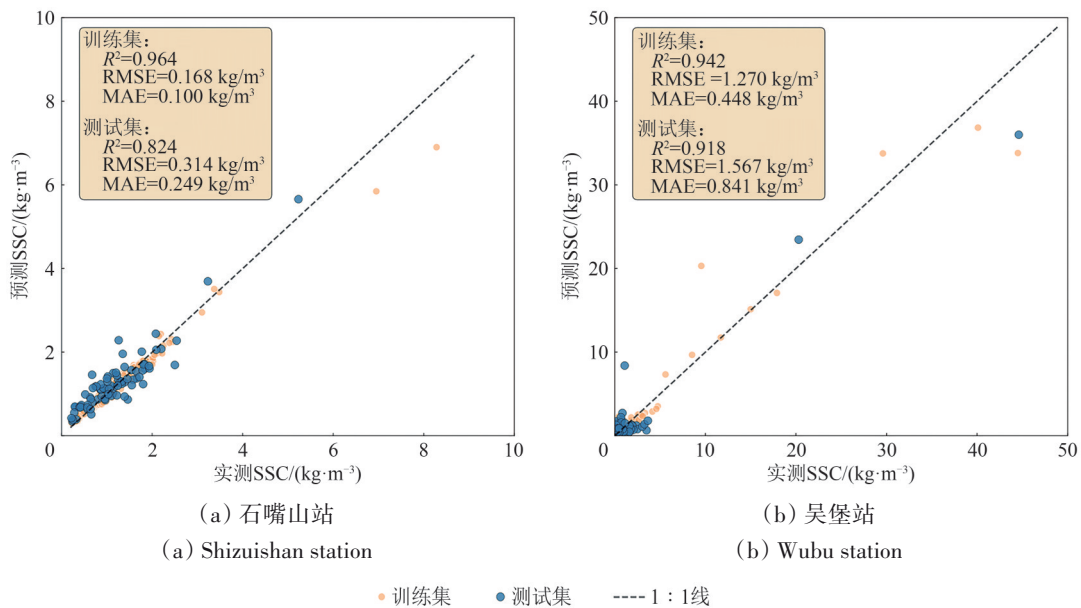 训练集：
R²=0.964
RMSE=0.168 kg/m³
MAE=0.100 kg/m³
测试集：
R²=0.824
RMSE=0.314 kg/m³
MAE=0.249 kg/m³
10
8
6
4
2
0
2
4
6
8
10
预测SSC/(kg·m⁻³)
实测SSC/(kg·m⁻³)
(a) 石嘴山站
(a) Shizuishan station
训练集：
R²=0.942
RMSE =1.270 kg/m³
MAE=0.448 kg/m³
测试集：
R²=0.918
RMSE=1.567 kg/m³
MAE=0.841 kg/m³
50
40
30
20
10
0
10
20
30
40
50
预测SSC/(kg·m⁻³)
实测SSC/(kg·m⁻³)
(b) 吴堡站
(b) Wubu station
训练集 测试集 1∶1线